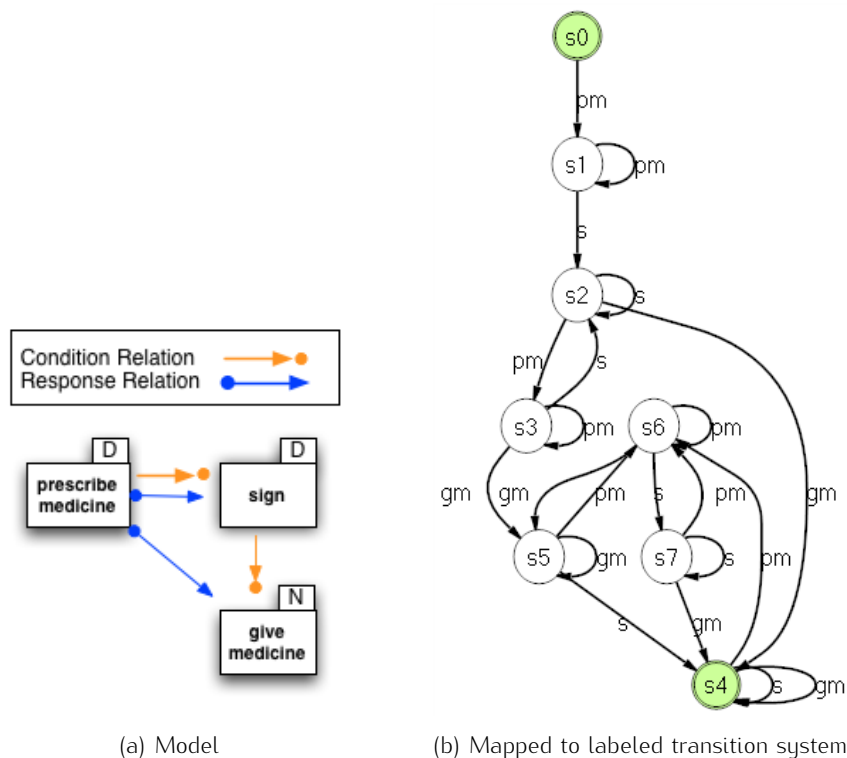 Condition Relation
Response Relation
D
prescribe
medicine
D
sign
N
give
medicine
(a) Model
s0
pm
s1
pm
s
s2
s
pm
s
s3
pm
s6
pm
gm
gm
pm
s
pm
gm
s5
gm
s7
s
pm
s
gm
s4
s
gm
(b) Mapped to labeled transition system